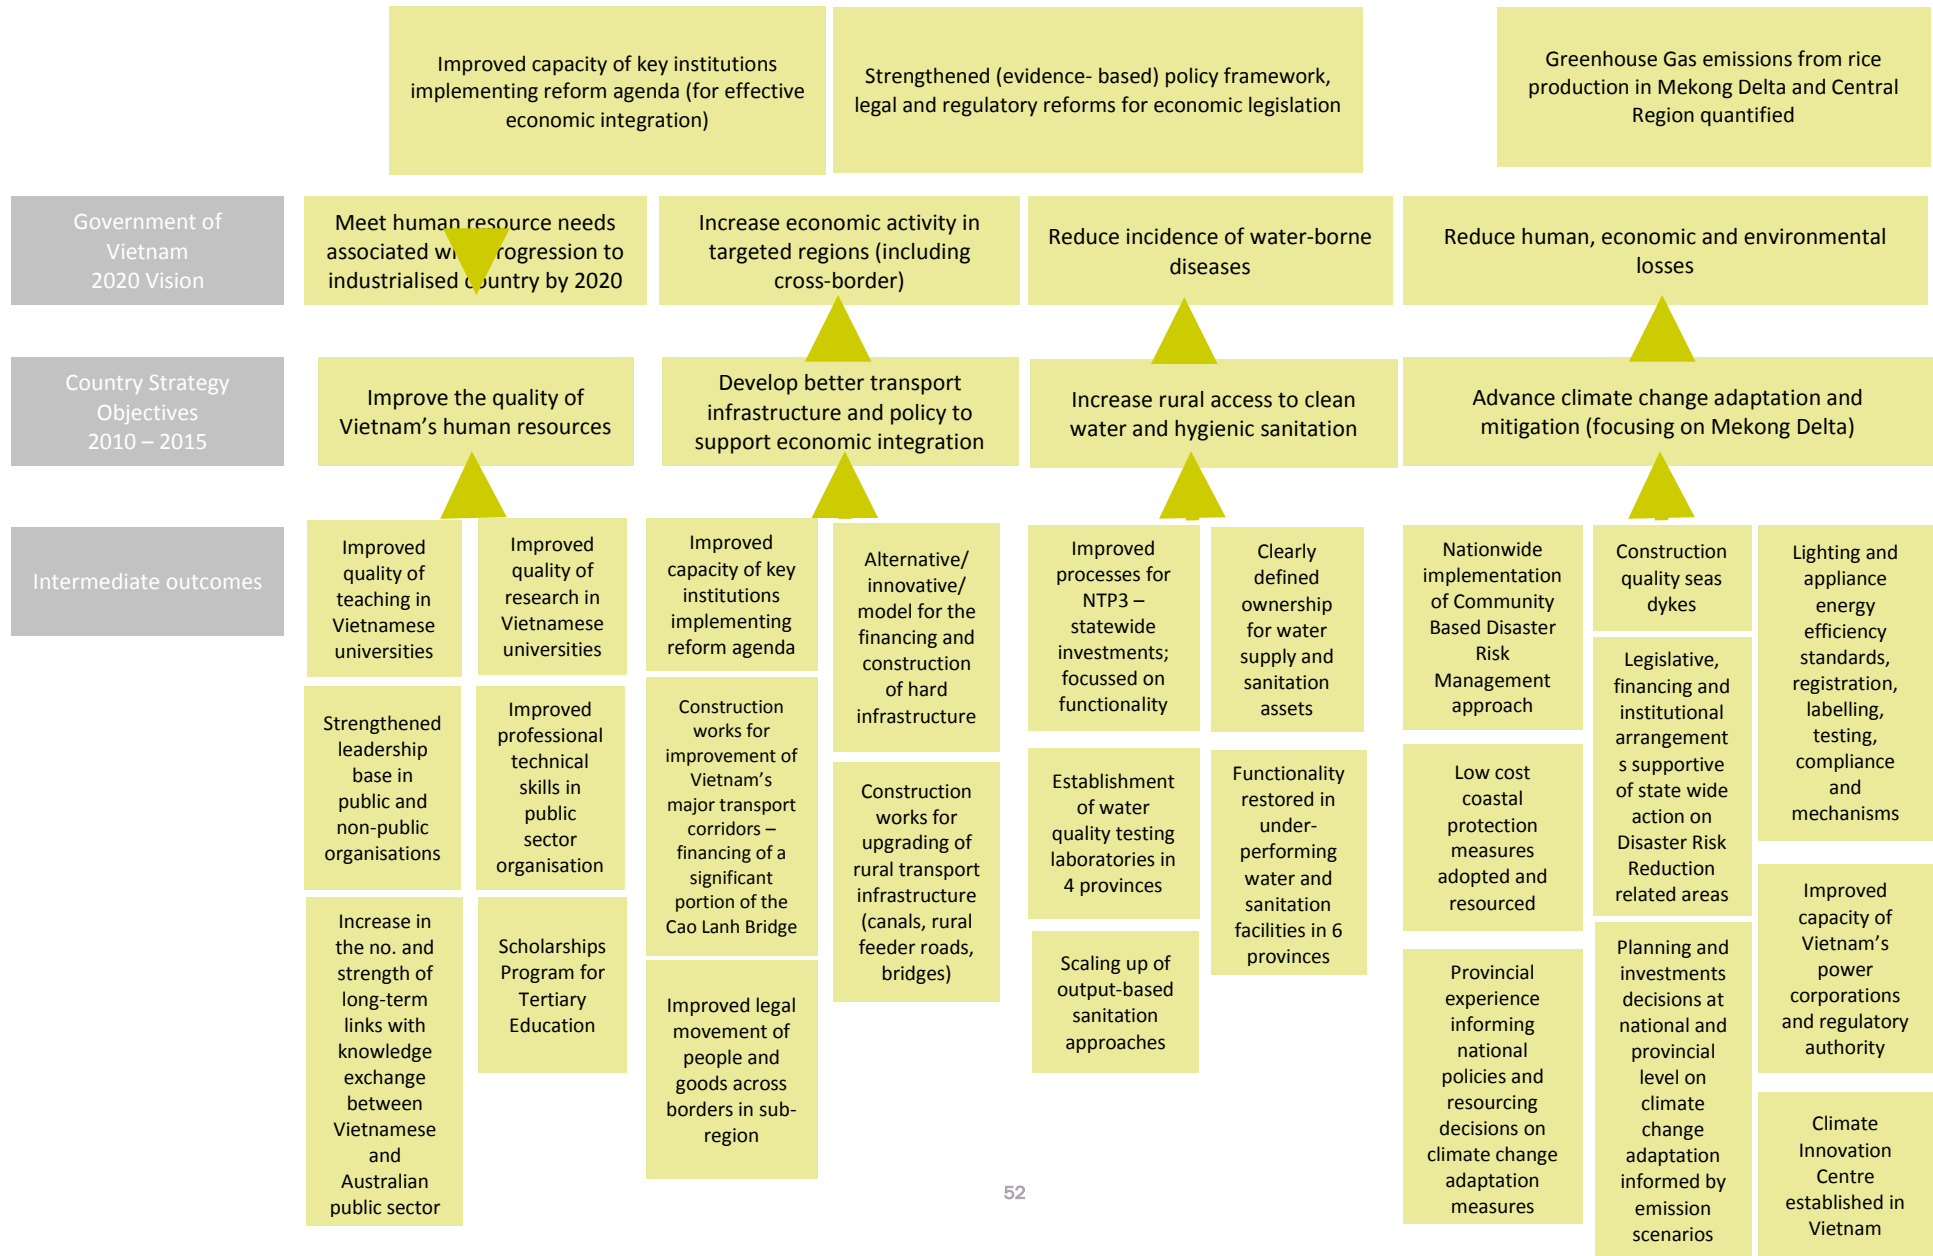 Improved capacity of key institutions
implementing reform agenda (for effective
economic integration)
Strengthened (evidence- based) policy framework,
legal and regulatory reforms for economic legislation
Greenhouse Gas emissions from rice
production in Mekong Delta and Central
Region quantified
Government of
Vietnam
2020 Vision
Meet human resource needs
associated w progression to
industrialised country by 2020
Increase economic activity in
targeted regions (including
cross-border)
Reduce incidence of water-borne
diseases
Reduce human, economic and environmental
losses
Country Strategy
Objectives
2010 – 2015
Improve the quality of
Vietnam's human resources
Develop better transport
infrastructure and policy to
support economic integration
Increase rural access to clean
water and hygienic sanitation
Advance climate change adaptation and
mitigation (focusing on Mekong Delta)
Intermediate outcomes
Improved
quality of
teaching in
Vietnamese
universities
Improved
quality of
research in
Vietnamese
universities
Strengthened
leadership
base in
public and
non-public
organisations
Improved
professional
technical
skills in
public
sector
organisation
Increase in
the no. and
strength of
long-term
links with
knowledge
exchange
between
Vietnamese
and
Australian
public sector
Scholarships
Program for
Tertiary
Education
Improved
capacity of key
institutions
implementing
reform agenda
Alternative/
innovative/
model for the
financing and
construction
of hard
infrastructure
Construction
works for
improvement of
Vietnam's
major transport
corridors –
financing of a
significant
portion of the
Cao Lanh Bridge
Construction
works for
upgrading of
rural transport
infrastructure
(canals, rural
feeder roads,
bridges)
Improved legal
movement of
people and
goods across
borders in sub-
region
Improved
processes for
NTP3 –
statewide
investments;
focussed on
functionality
Clearly
defined
ownership
for water
supply and
sanitation
assets
Establishment
of water
quality testing
laboratories in
4 provinces
Functionality
restored in
under-
performing
water and
sanitation
facilities in 6
provinces
Scaling up of
output-based
sanitation
approaches
Nationwide
implementation
of Community
Based Disaster
Risk
Management
approach
Construction
quality seas
dykes
Lighting and
appliance
energy
efficiency
standards,
registration,
labelling,
testing,
compliance
and
mechanisms
Low cost
coastal
protection
measures
adopted and
resourced
Legislative,
financing and
institutional
arrangement
s supportive
of state wide
action on
Disaster Risk
Reduction
related areas
Improved
capacity of
Vietnam's
power
corporations
and regulatory
authority
Provincial
experience
informing
national
policies and
resourcing
decisions on
climate change
adaptation
measures
Planning and
investments
decisions at
national and
provincial
level on
climate
change
adaptation
informed by
emission
scenarios
Climate
Innovation
Centre
established in
Vietnam
52